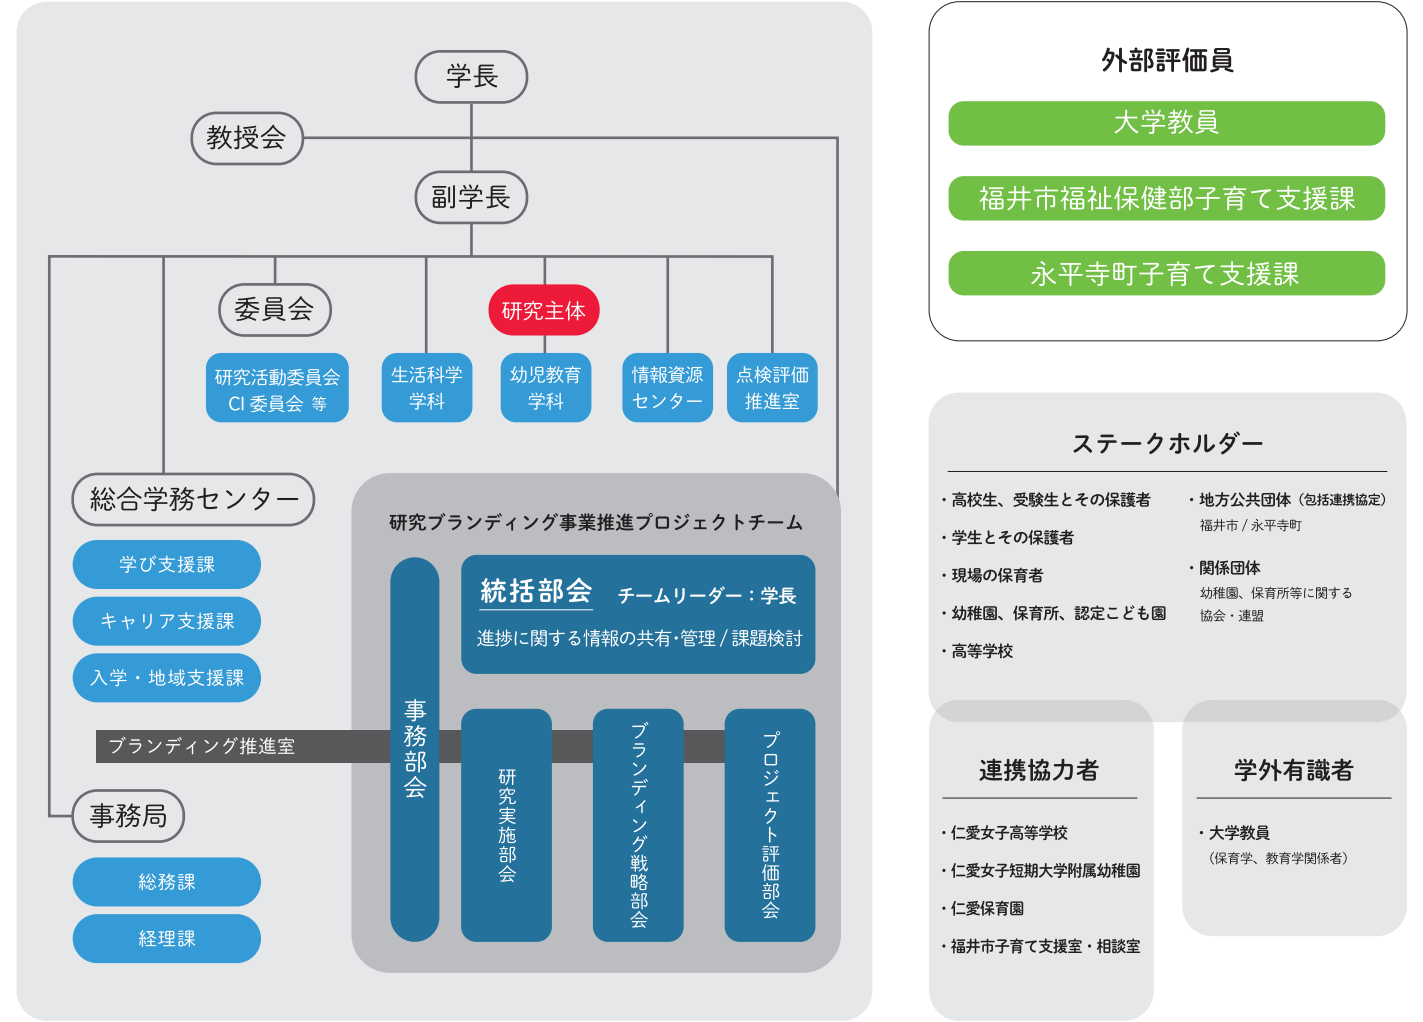 学長
教授会
副学長
委員会
研究主体
研究活動委員会
CI 委員会 等
生活科学
学科
幼児教育
学科
情報資源
センター
点検評価
推進室
総合学務センター
学び支援課
キャリア支援課
入学・地域支援課
ブランディング推進室
事務局
総務課
経理課
研究ブランディング事業推進プロジェクトチーム
事務部会
統括部会 チームリーダー：学長
進捗に関する情報の共有・管理 / 課題検討
研究実施部会
ブランディング戦略部会
プロジェクト評価部会
外部評価員
大学教員
福井市福祉保健部子育て支援課
永平寺町子育て支援課
ステークホルダー
・高校生、受験生とその保護者
・学生とその保護者
・現場の保育者
・幼稚園、保育所、認定こども園
・高等学校
・地方公共団体（包括連携協定）
福井市 / 永平寺町
・関係団体
幼稚園、保育所等に関する
協会・連盟
連携協力者
・仁愛女子高等学校
・仁愛女子短期大学附属幼稚園
・仁愛保育園
・福井市子育て支援室・相談室
学外有識者
・大学教員
（保育学、教育学関係者）